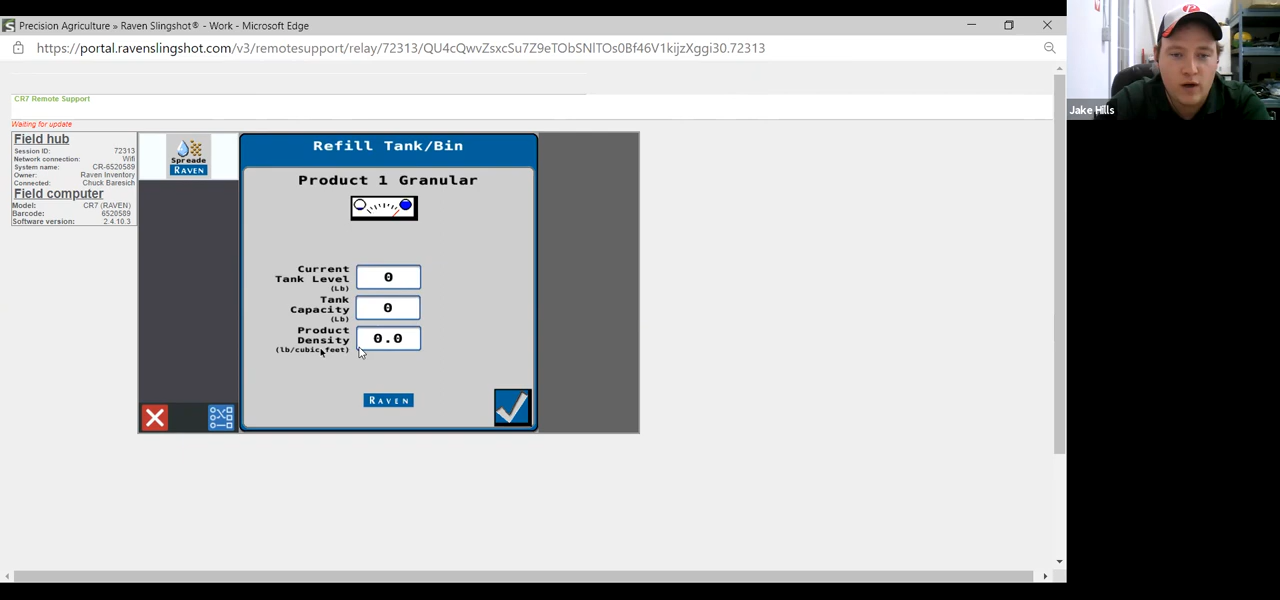 Precision Agriculture » Raven Slingshot® - Work - Microsoft Edge
https://portal.ravenslingshot.com/v3/remotesupport/relay/72313/QU4cQwvZsxcSu7Z9eTObSNlTOs0Bf46V1kijzXggi30.72313
Jake Hills
CR7 Remote Support
Waiting for update
Field hub
Session ID: 72313
Network connection: Wifi
System name: CR-6520589
Owner: Raven Inventory
Connected: Chuck Baresich
Field computer
Model: CR7 (RAVEN)
Barcode: 6520589
Software version: 2.4.10.3
Spreade
RAVEN
Refill Tank/Bin
Product 1 Granular
Current
Tank Level
(Lb)
0
Tank
Capacity
(Lb)
0
Product
Density
(lb/cubic feet)
0.0
RAVEN